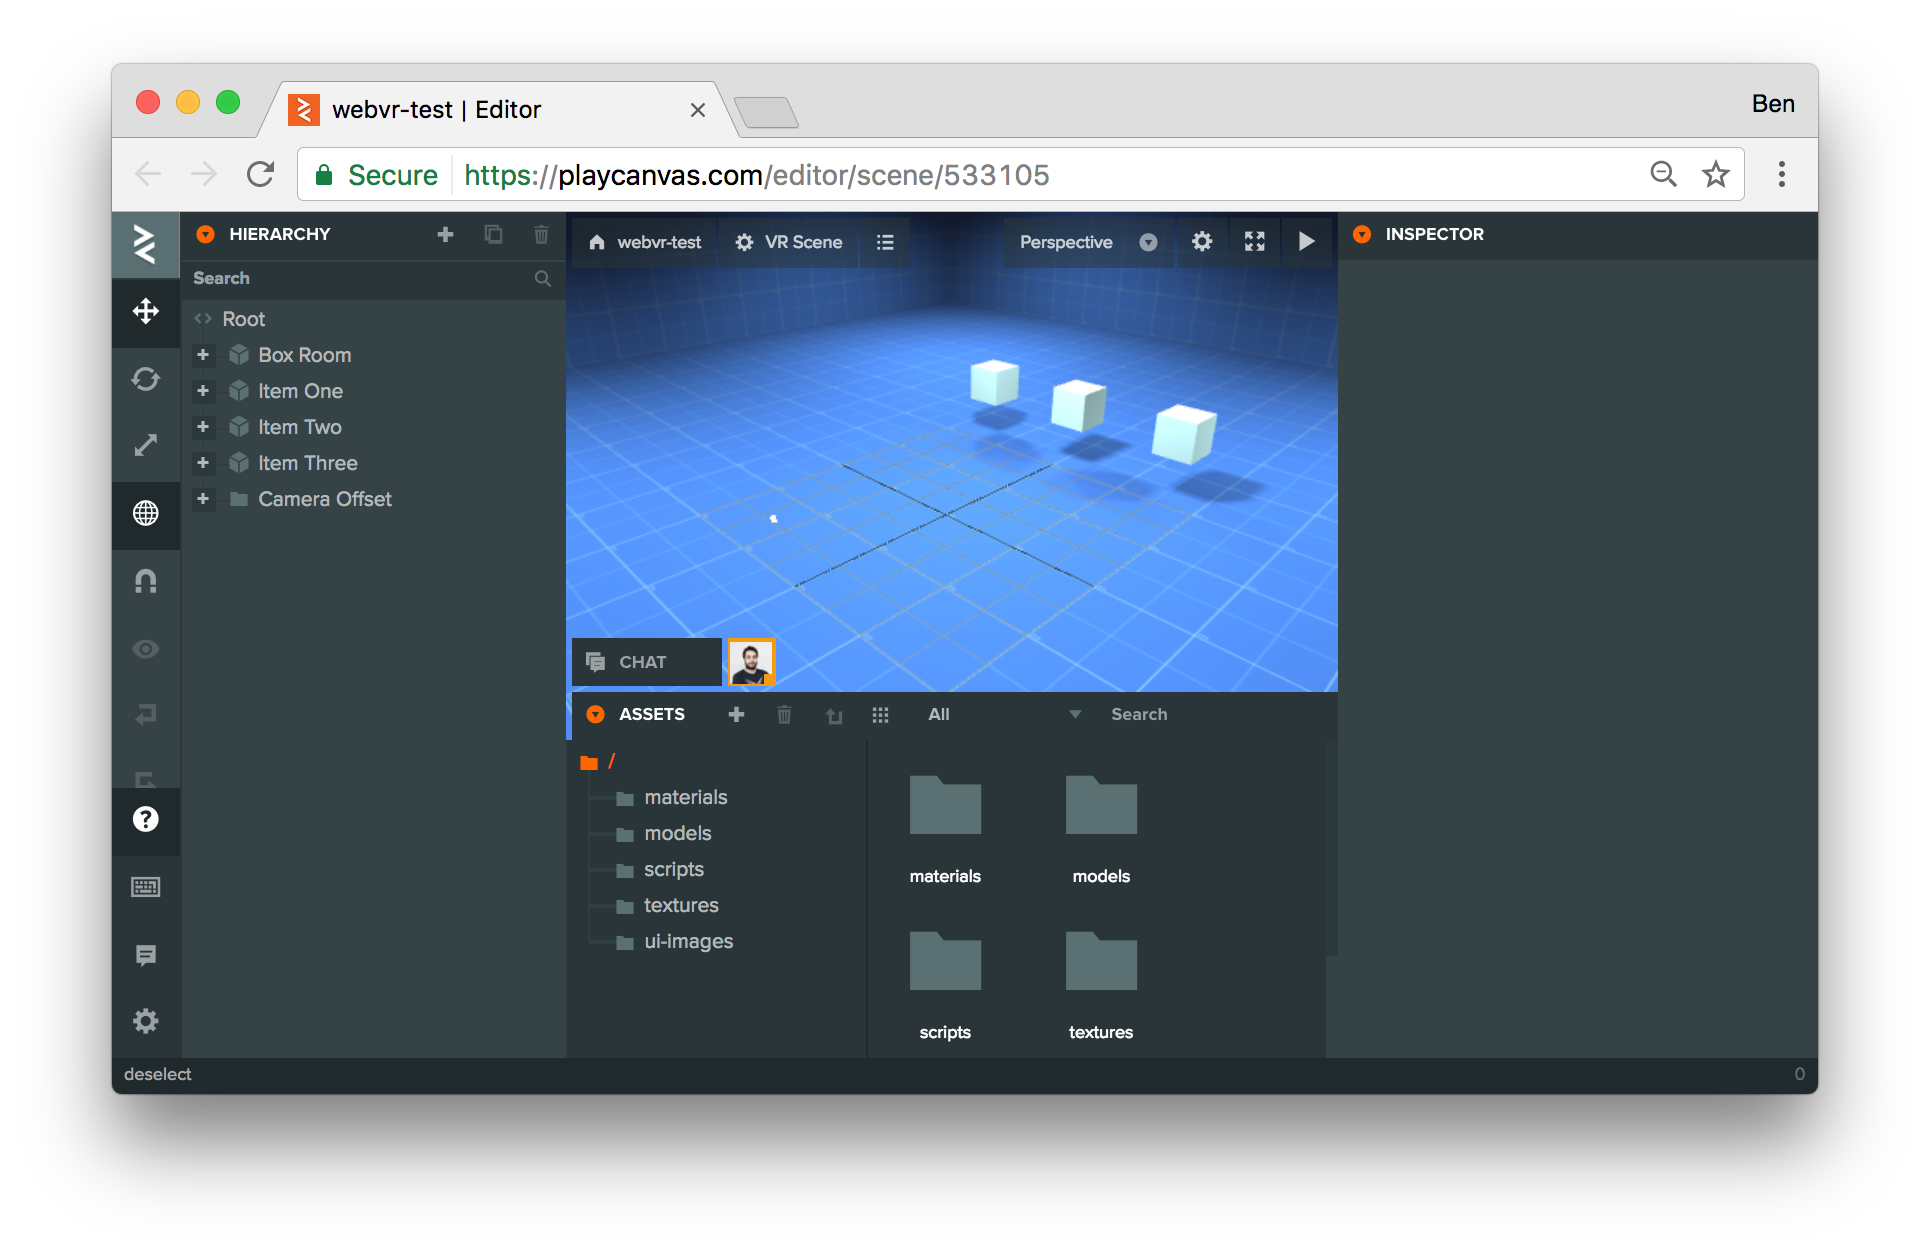 webvr-test | Editor
Ben
Secure
https://playcanvas.com/editor/scene/533105
HIERARCHY
Search
Root
Box Room
Item One
Item Two
Item Three
Camera Offset
webvr-test
VR Scene
Perspective
INSPECTOR
CHAT
ASSETS
All
Search
/
materials
models
scripts
textures
ui-images
materials
models
scripts
textures
deselect
0